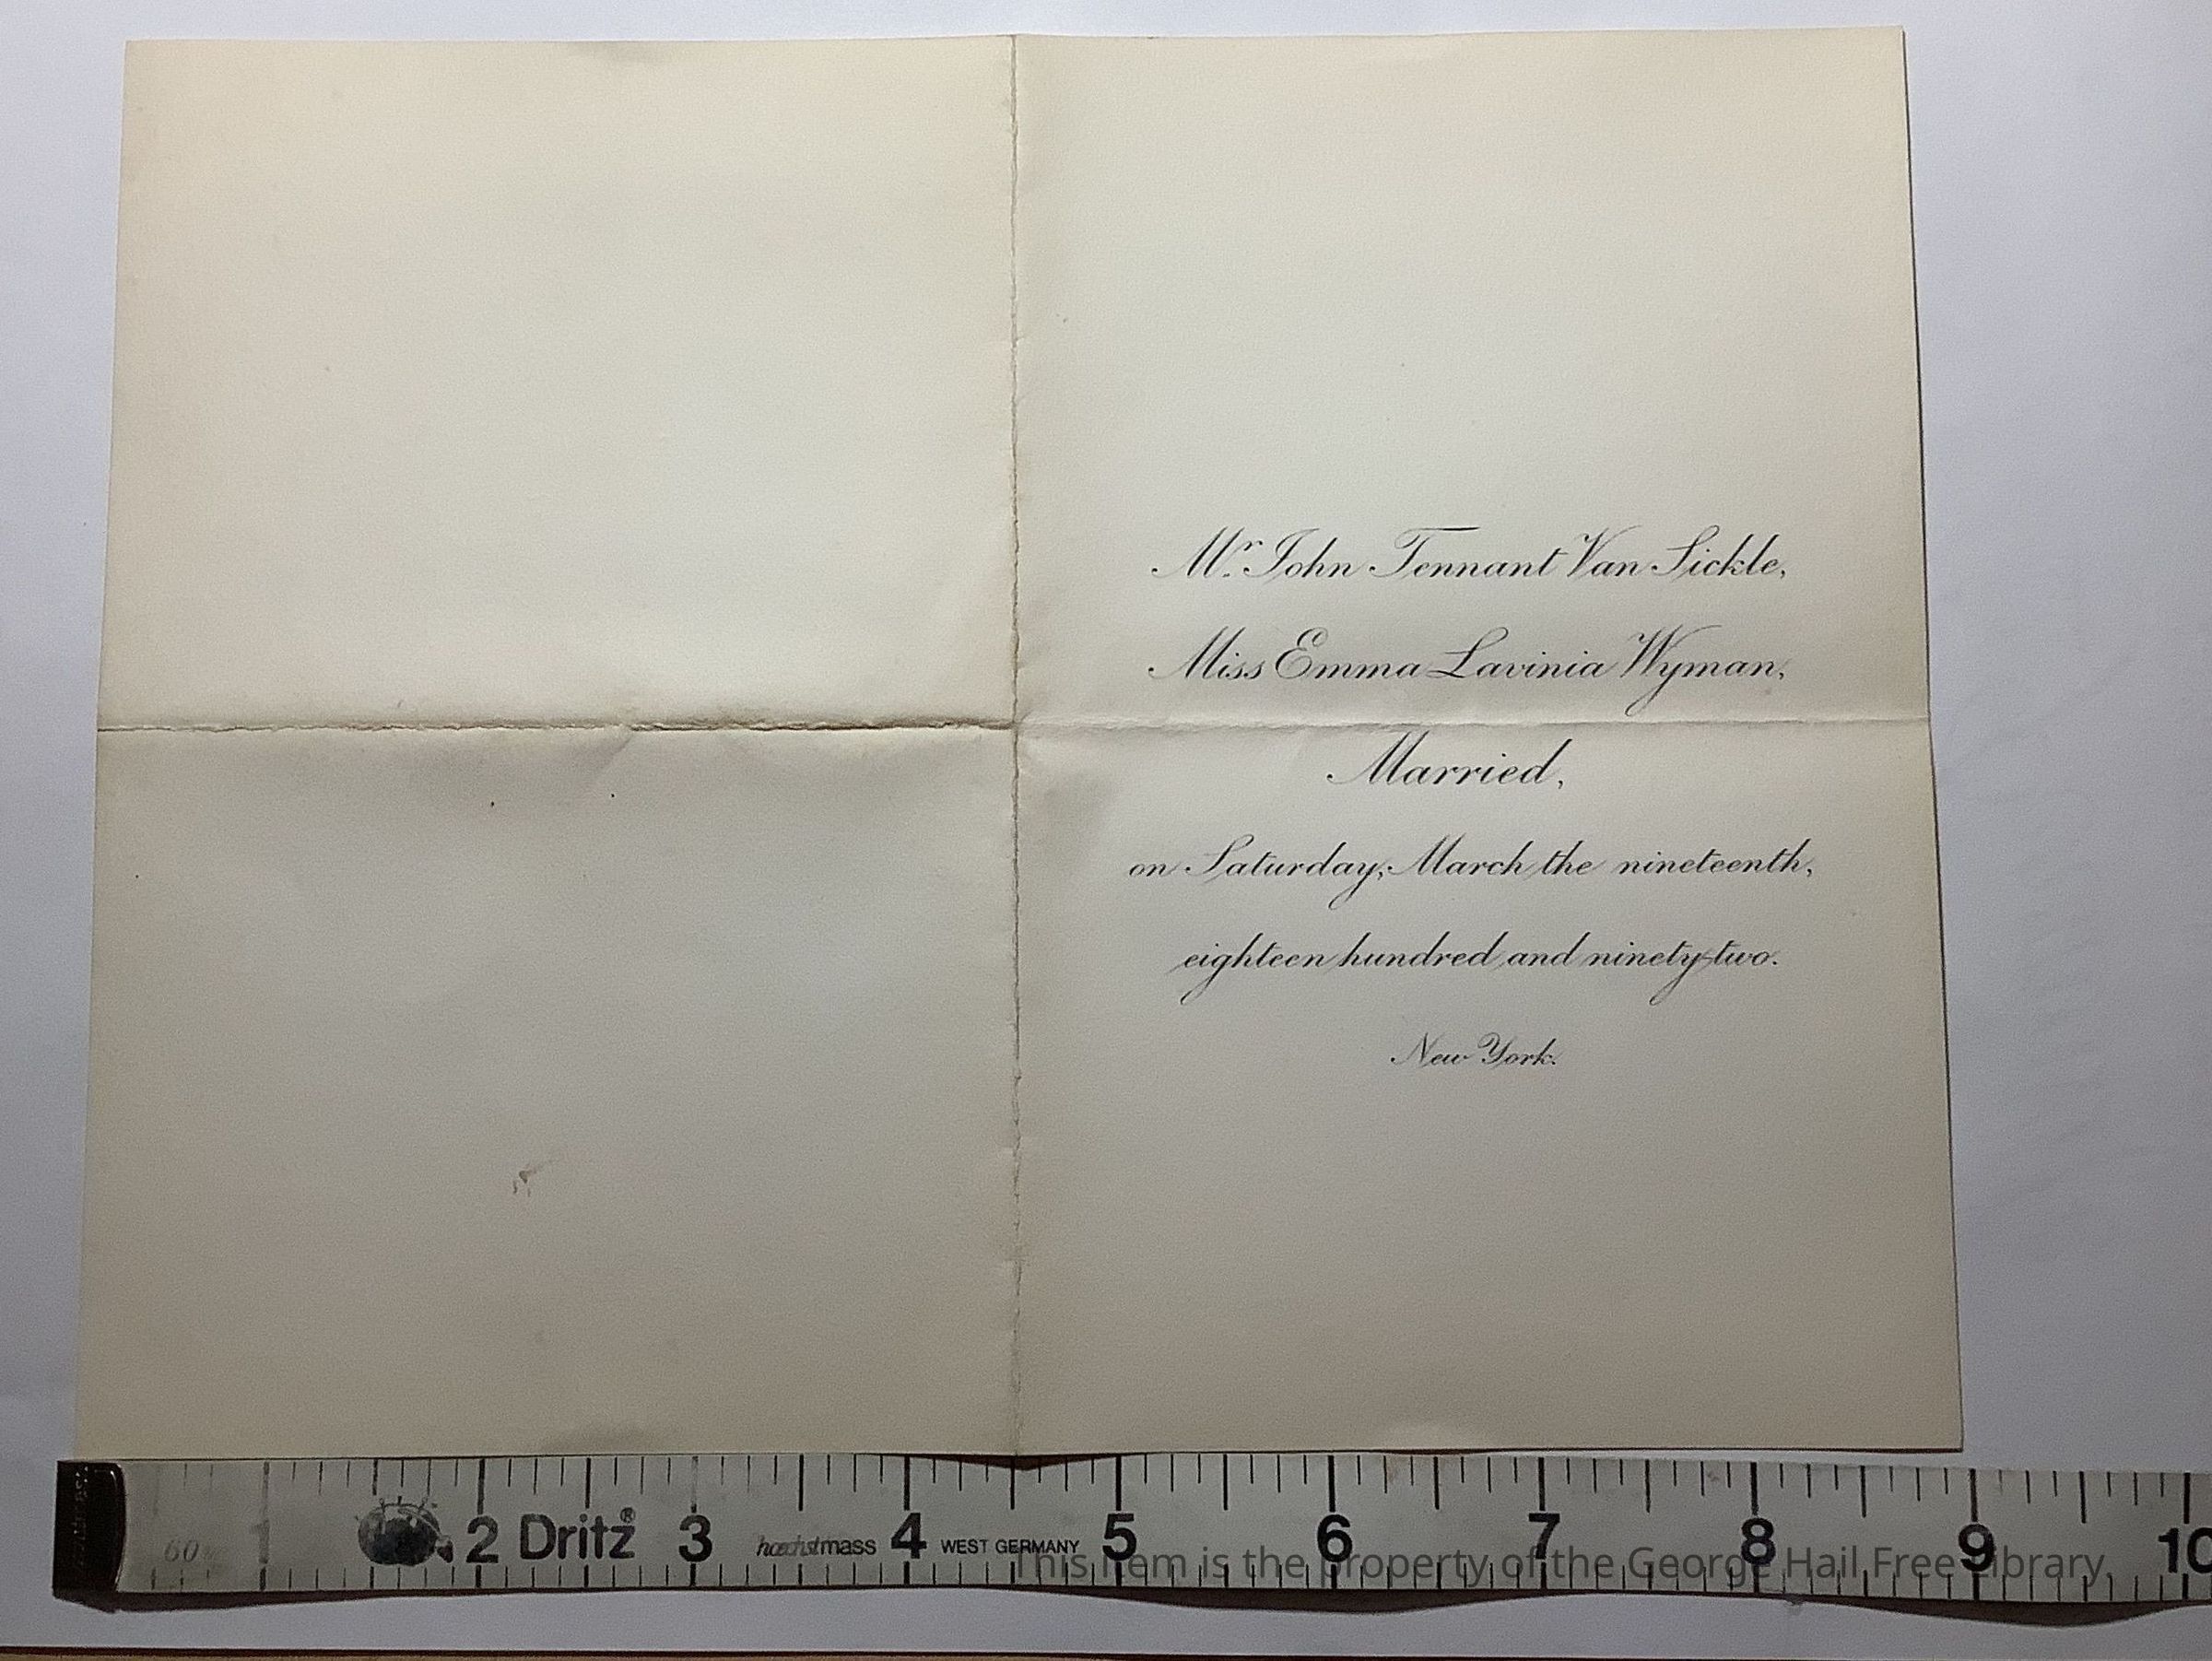 Mr. John Tennant Van Sickle,
Miss Emma Lavinia Wyman,
Married,
on Saturday, March the nineteenth,
eighteen hundred and ninety-two.
New York.
60
1 2 Dritz® 3 hoechstmass 4 WEST GERMANY 5 6 7 8 9 10
This item is the property of the George Hail Free Library.